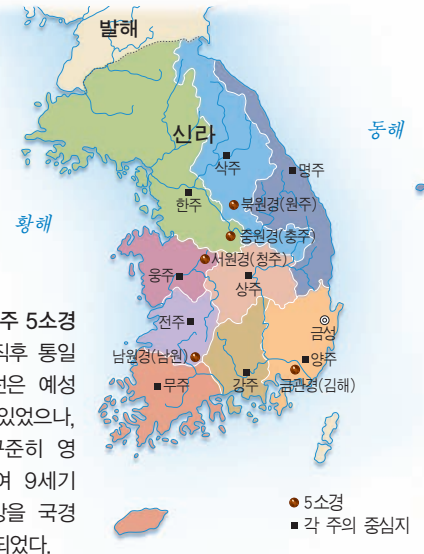 발해
신라
동해
삭주
명주
한주
북원경(원주)
황해
중원경(충주)
서원경(청주)
웅주
상주
주 5소경
전주
금성
직후 통일
선은 예성
남원경(남원)
양주
있었으나,
무주
강주
금관경(김해)
구준히 영
여 9세기
강을 국경
되었다.
5소경
각 주의 중심지